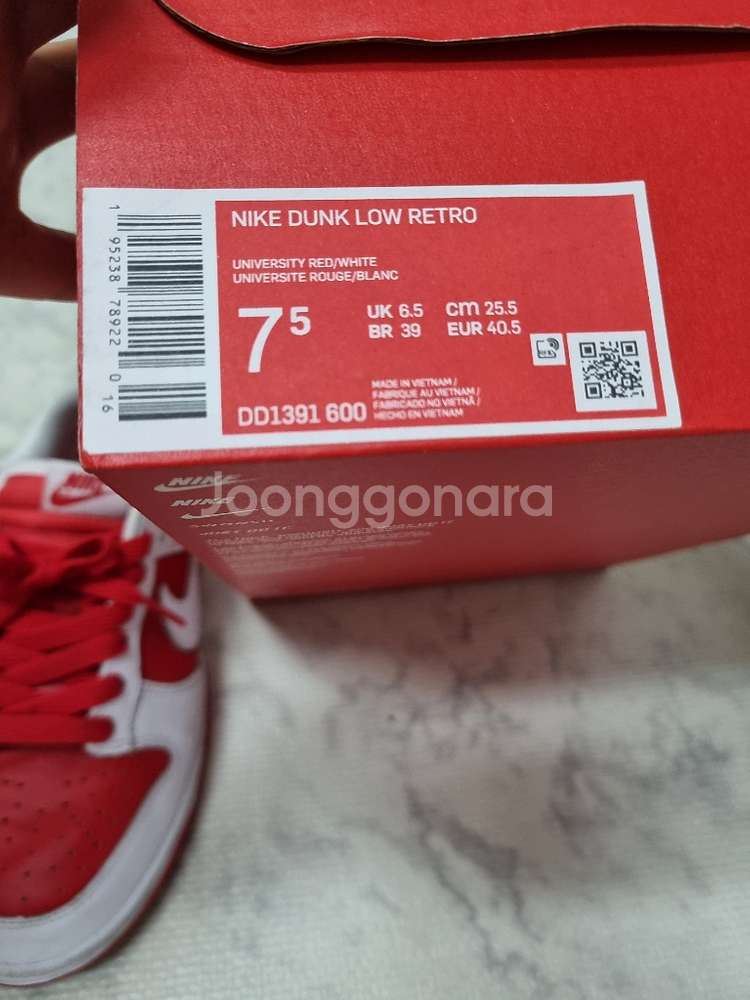 NIKE DUNK LOW RETRO
UNIVERSITY RED/WHITE
UNIVERSITE ROUGE/BLANC
7 5
UK 6.5 CM 25.5
BR 39 EUR 40.5
DD1391 600
MADE IN VIETNAM /
FABRIQUE AU VIETNAM /
FABRICADO NO VIETNÃ /
HECHO EN VIETNAM
1 95238 78922 0 16
NIKE
NIKE
Joonggonara